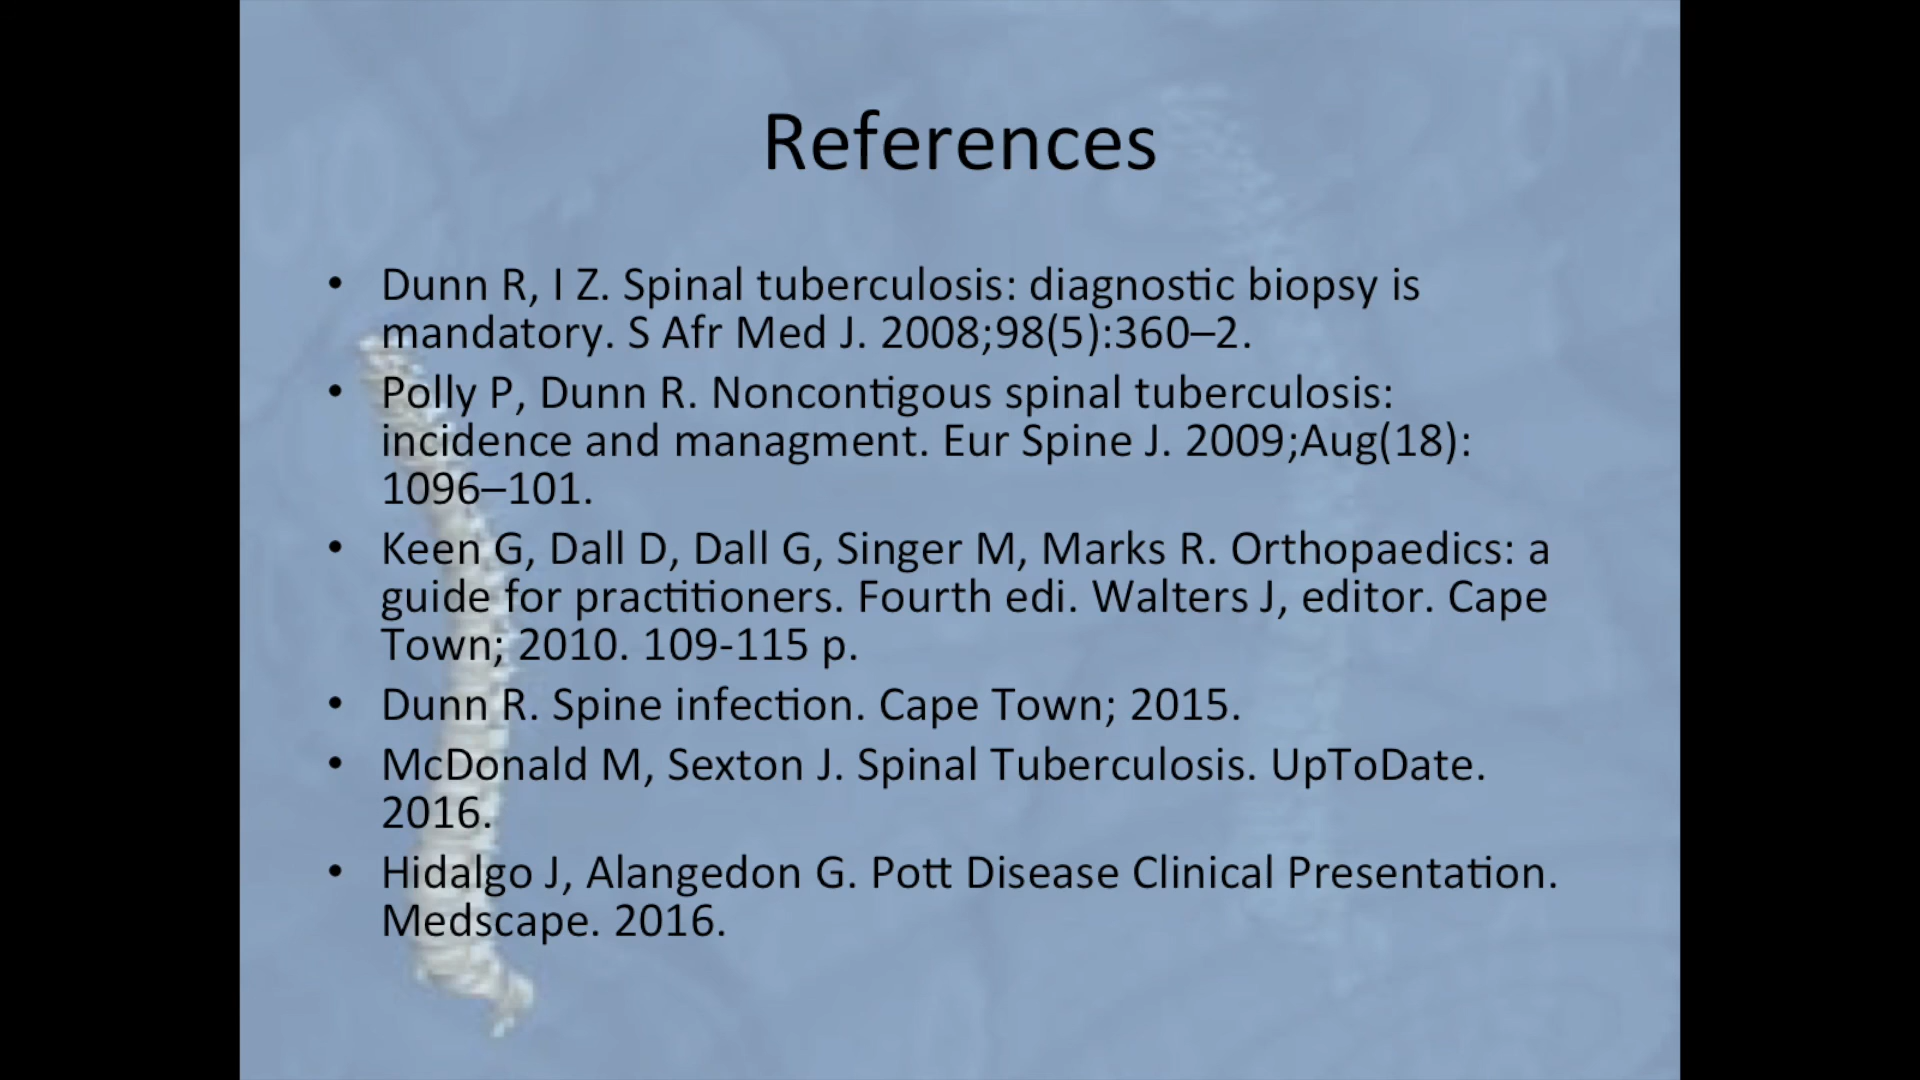 References
• Dunn R, I Z. Spinal tuberculosis: diagnostic biopsy is
mandatory. S Afr Med J. 2008;98(5):360–2.
• Polly P, Dunn R. Noncontigous spinal tuberculosis:
incidence and managment. Eur Spine J. 2009;Aug(18):
1096–101.
• Keen G, Dall D, Dall G, Singer M, Marks R. Orthopaedics: a
guide for practitioners. Fourth edi. Walters J, editor. Cape
Town; 2010. 109-115 p.
• Dunn R. Spine infection. Cape Town; 2015.
• McDonald M, Sexton J. Spinal Tuberculosis. UpToDate.
2016.
• Hidalgo J, Alangedon G. Pott Disease Clinical Presentation.
Medscape. 2016.